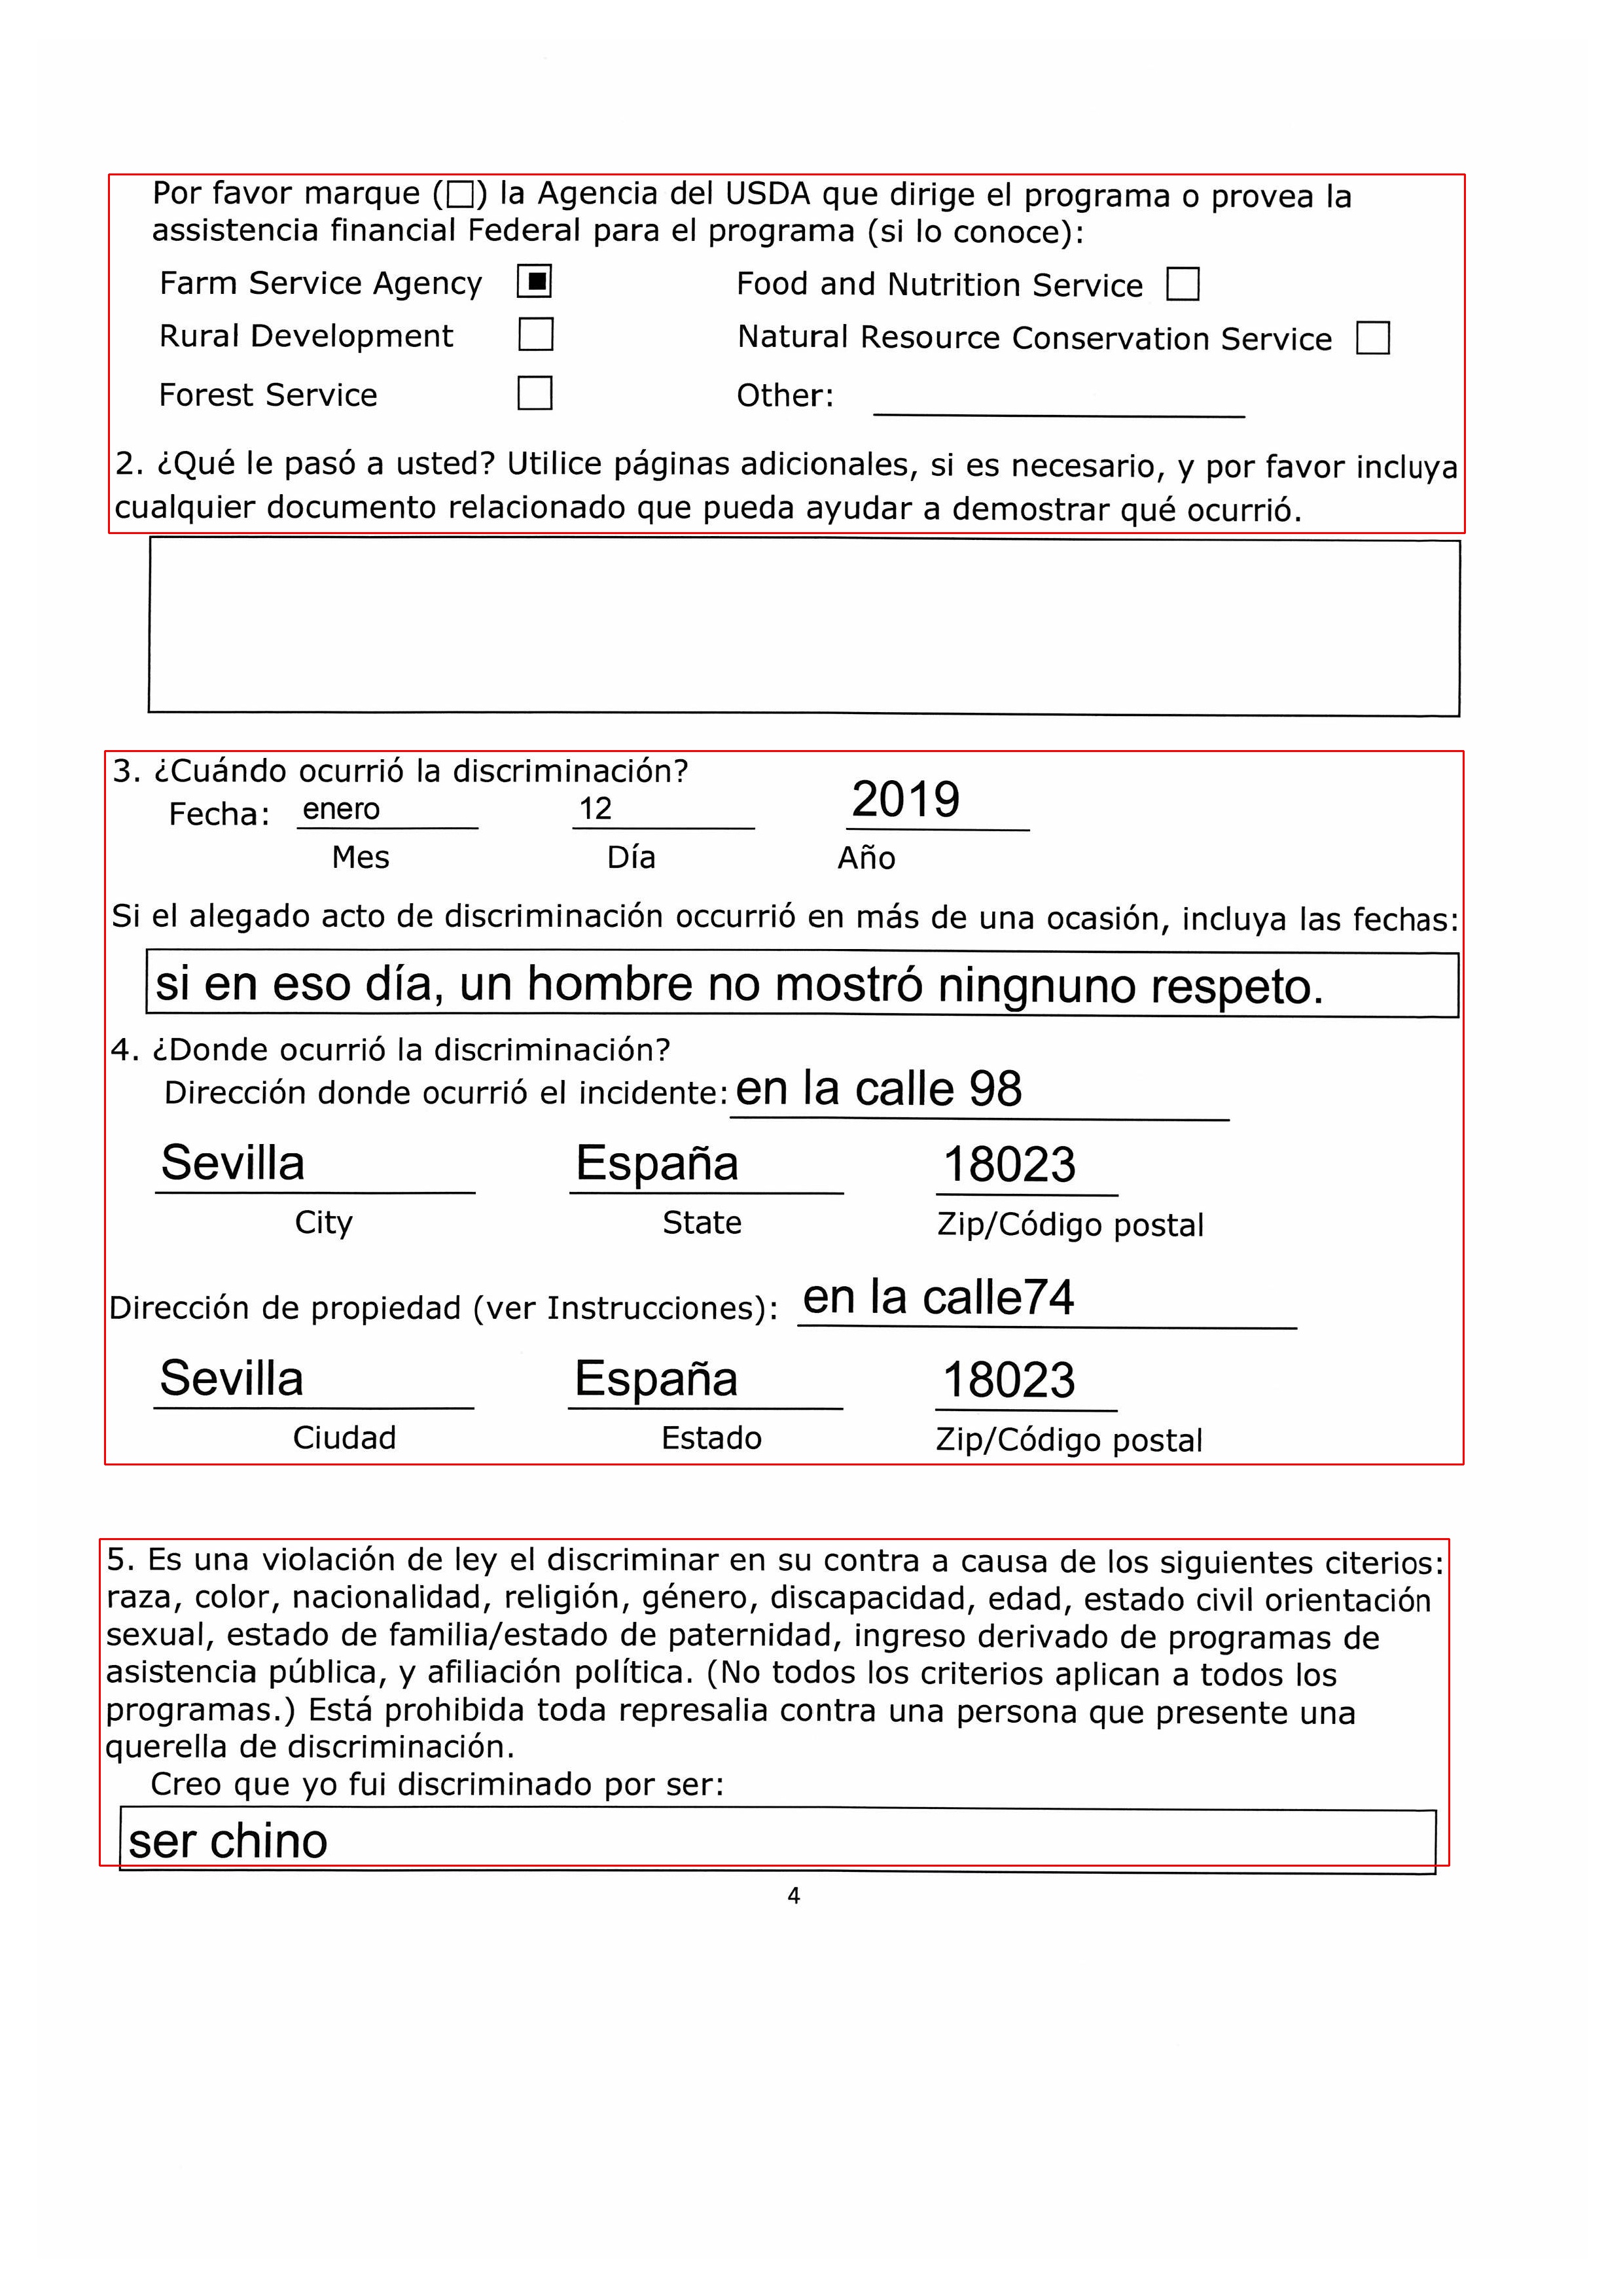 Por favor marque (☐) la Agencia del USDA que dirige el programa o provea la
assistencia financial Federal para el programa (si lo conoce):
Farm Service Agency ▣ Food and Nutrition Service ☐
Rural Development ☐ Natural Resource Conservation Service ☐
Forest Service ☐ Other:
2. ¿Qué le pasó a usted? Utilice páginas adicionales, si es necesario, y por favor incluya
cualquier documento relacionado que pueda ayudar a demostrar qué ocurrió.
3. ¿Cuándo ocurrió la discriminación?
Fecha: enero 12 2019
Mes Día Año
Si el alegado acto de discriminación occurrió en más de una ocasión, incluya las fechas:
si en eso día, un hombre no mostró ningnuno respeto.
4. ¿Donde ocurrió la discriminación?
Dirección donde ocurrió el incidente: en la calle 98
Sevilla España 18023
City State Zip/Código postal
Dirección de propiedad (ver Instrucciones): en la calle74
Sevilla España 18023
Ciudad Estado Zip/Código postal
5. Es una violación de ley el discriminar en su contra a causa de los siguientes citerios:
raza, color, nacionalidad, religión, género, discapacidad, edad, estado civil orientación
sexual, estado de familia/estado de paternidad, ingreso derivado de programas de
asistencia pública, y afiliación política. (No todos los criterios aplican a todos los
programas.) Está prohibida toda represalia contra una persona que presente una
querella de discriminación.
Creo que yo fui discriminado por ser:
ser chino
4